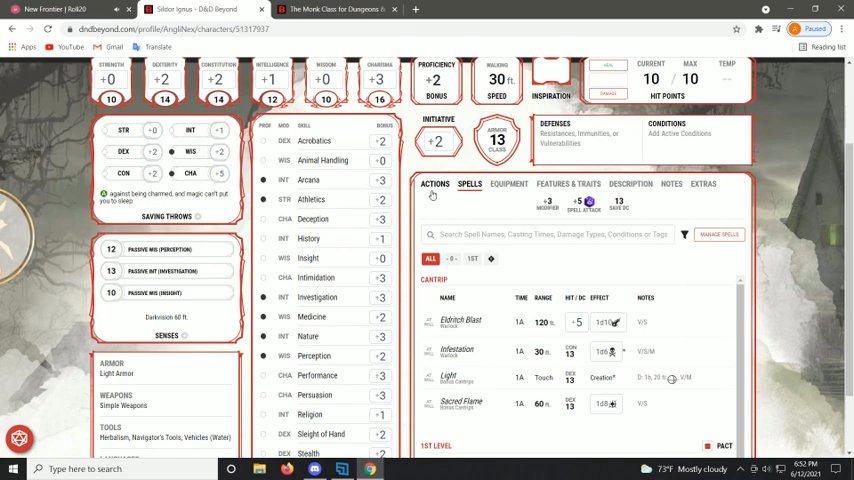 New Frontier | Roll20
Sildor Ignus - D&D Beyond
The Monk Class for Dungeons &
dndbeyond.com/profile/AngliNex/characters/51317937
A Paused
Apps YouTube Gmail Translate Reading list
STRENGTH DEXTERITY CONSTITUTION INTELLIGENCE WISDOM CHARISMA
+0 +2 +2 +1 +0 +3
10 14 14 12 10 16
PROFICIENCY
+2
BONUS
WALKING
30 ft.
SPEED
INSPIRATION
HEAL
DAMAGE
CURRENT MAX TEMP
10 / 10 --
HIT POINTS
STR +0 INT +1
DEX +2 WIS +2
CON +2 CHA +5
A against being charmed, and magic can't put
you to sleep
SAVING THROWS
12 PASSIVE WIS (PERCEPTION)
13 PASSIVE INT (INVESTIGATION)
10 PASSIVE WIS (INSIGHT)
Darkvision 60 ft.
SENSES
ARMOR
Light Armor
WEAPONS
Simple Weapons
TOOLS
Herbalism, Navigator's Tools, Vehicles (Water)
PROF MOD SKILL BONUS
DEX Acrobatics +2
WIS Animal Handling +0
INT Arcana +3
STR Athletics +2
CHA Deception +3
INT History +1
WIS Insight +0
CHA Intimidation +3
INT Investigation +3
WIS Medicine +2
INT Nature +3
WIS Perception +2
CHA Performance +3
CHA Persuasion +3
INT Religion +1
DEX Sleight of Hand +2
DEX Stealth +2
INITIATIVE
+2
ARMOR
13
CLASS
DEFENSES
Resistances, Immunities, or
Vulnerabilities
CONDITIONS
Add Active Conditions
ACTIONS SPELLS EQUIPMENT FEATURES & TRAITS DESCRIPTION NOTES EXTRAS
+3 +5 13
MODIFIER SPELL ATTACK SAVE DC
Search Spell Names, Casting Times, Damage Types, Conditions or Tags
MANAGE SPELLS
ALL - 0 - 1ST
CANTRIP
NAME TIME RANGE HIT / DC EFFECT NOTES
AT WILL Eldritch Blast 1A 120 ft. +5 1d10 V/S
Warlock
AT WILL Infestation 1A 30 ft. CON 13 1d6 * V/S/M
Warlock
AT WILL Light 1A Touch DEX 13 Creation* D: 1h, 20 ft. , V/M
Bonus Cantrips
AT WILL Sacred Flame 1A 60 ft. DEX 13 1d8 V/S
Bonus Cantrips
1ST LEVEL PACT
Type here to search
73°F Mostly cloudy
6:52 PM
6/12/2021